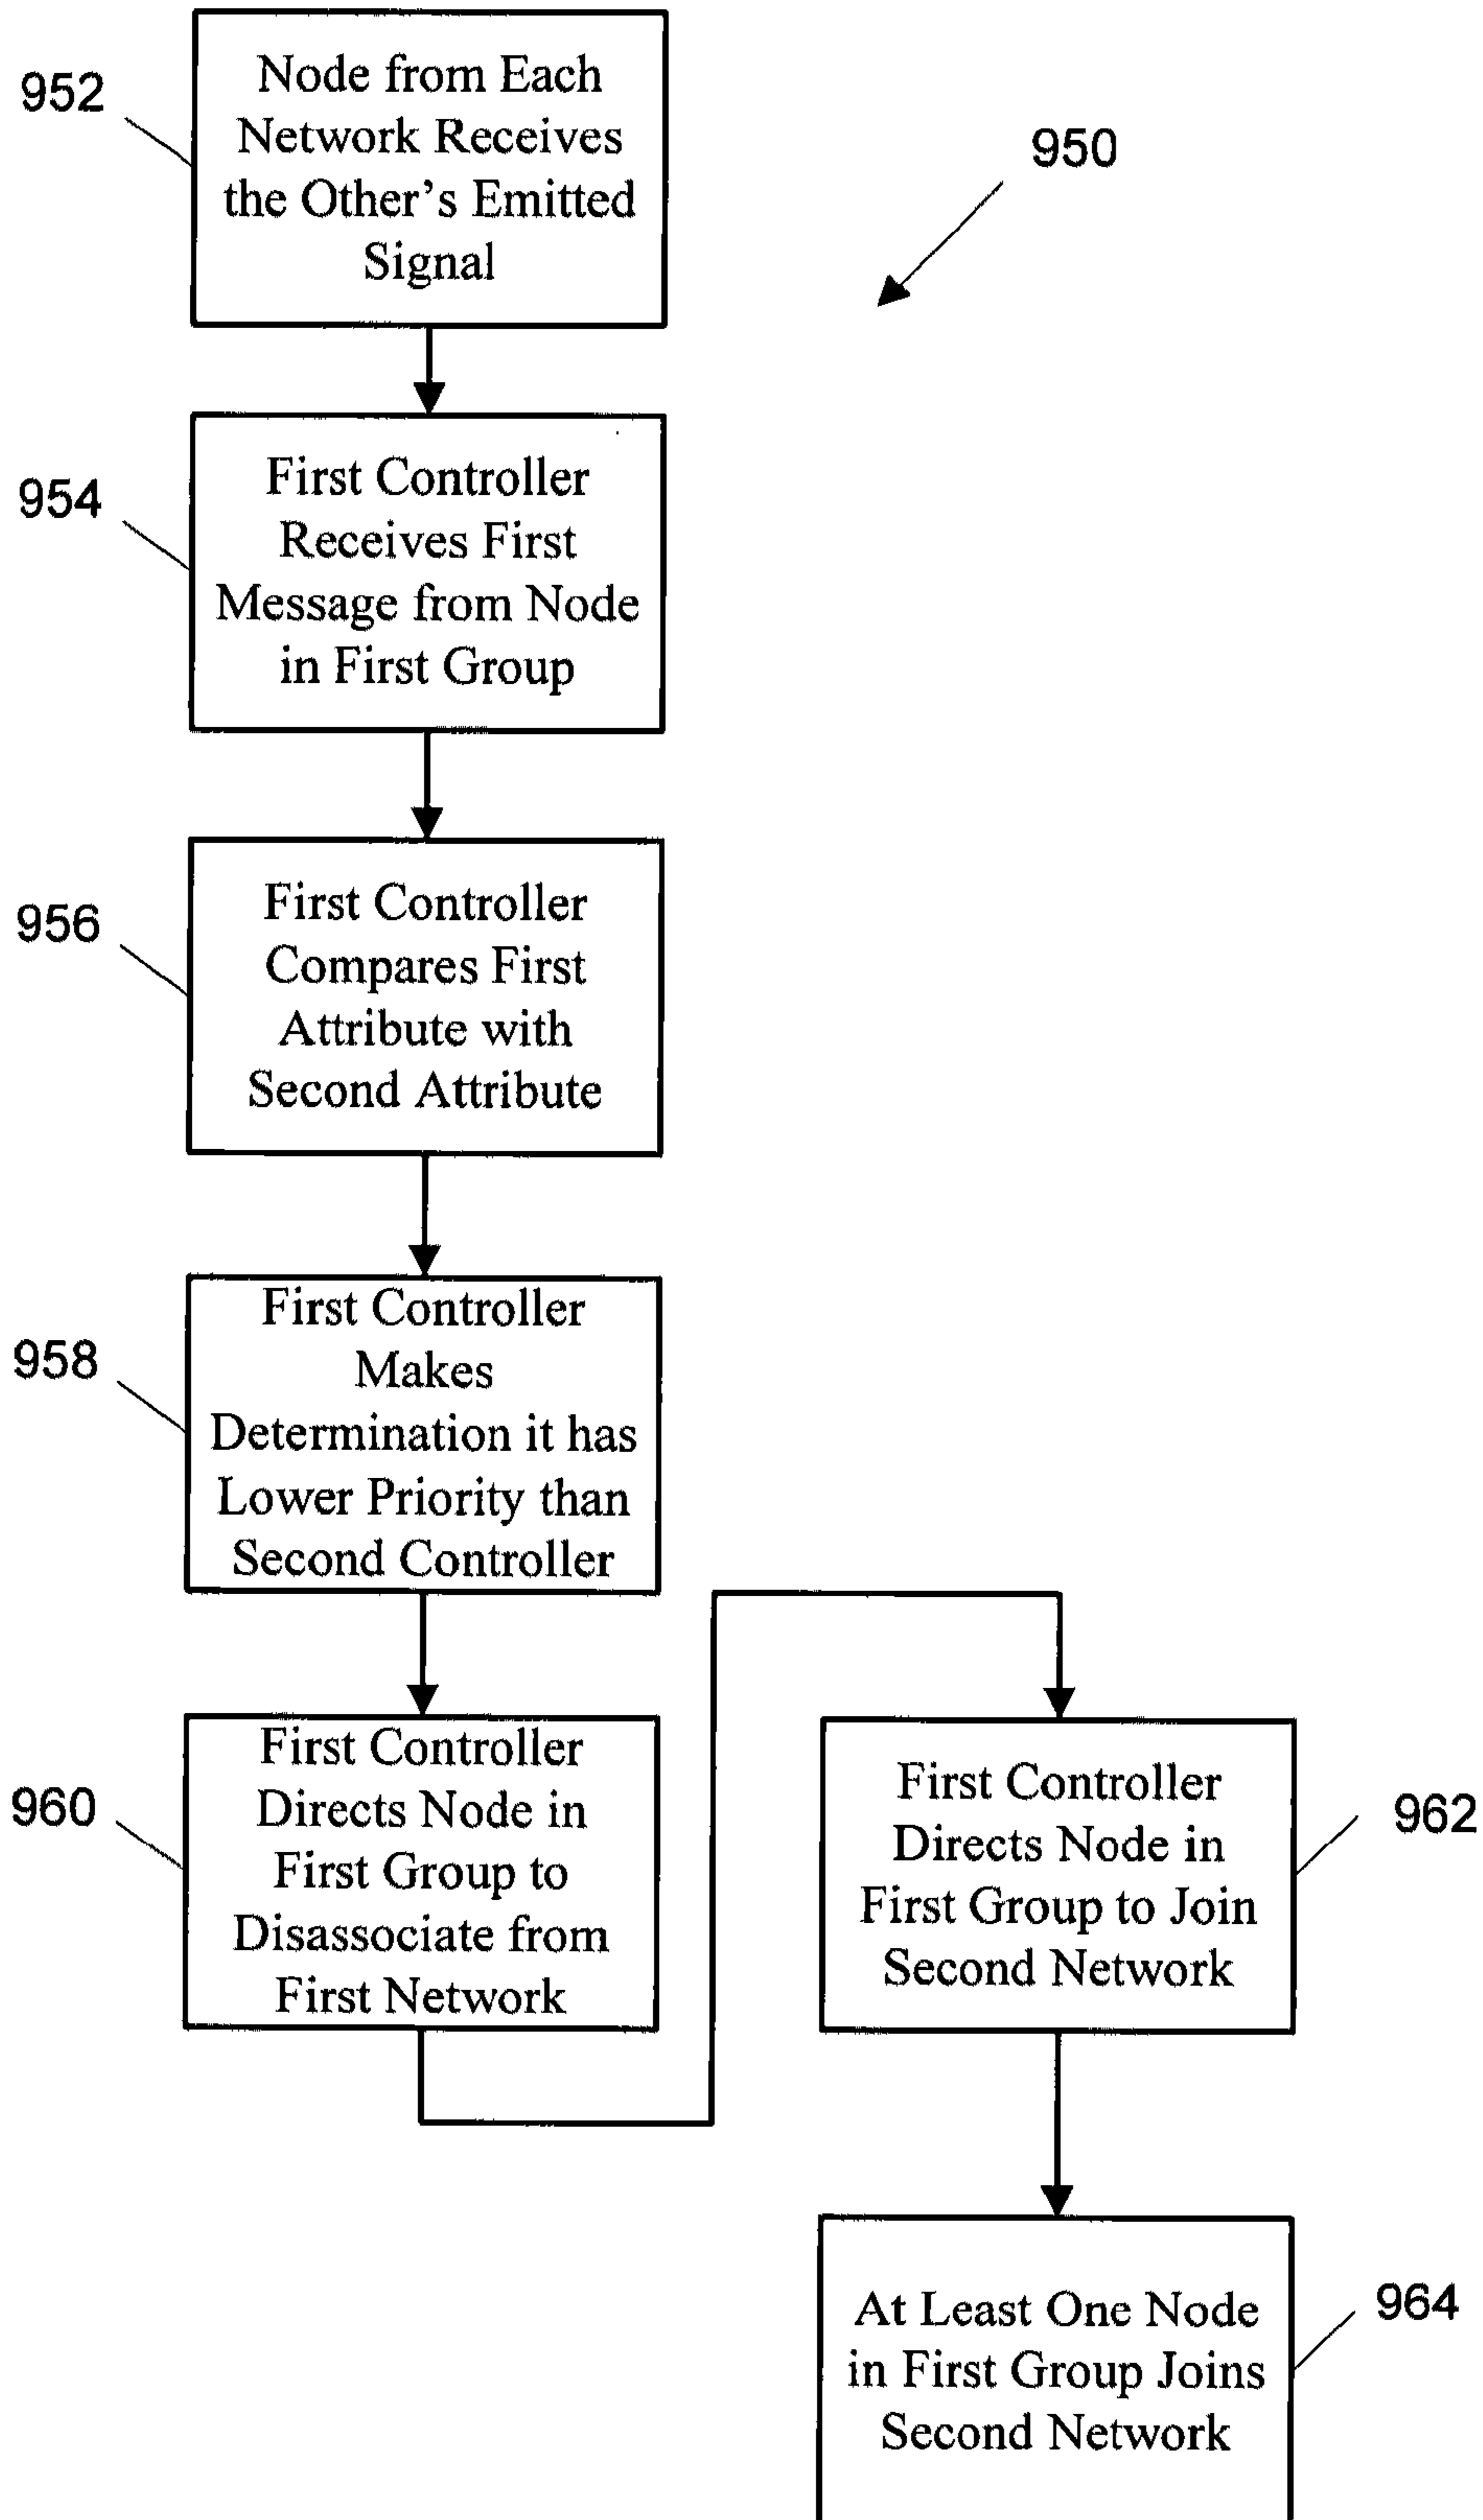 952
Node from Each
Network Receives
the Other's Emitted
Signal
950
954
First Controller
Receives First
Message from Node
in First Group
956
First Controller
Compares First
Attribute with
Second Attribute
958
First Controller
Makes
Determination it has
Lower Priority than
Second Controller
960
First Controller
Directs Node in
First Group to
Disassociate from
First Network
First Controller
Directs Node in
First Group to Join
Second Network
962
At Least One Node
in First Group Joins
Second Network
964